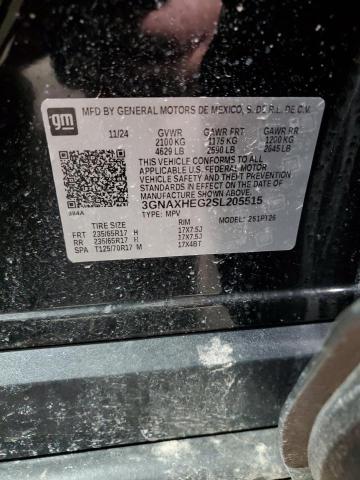 gm
MFD BY GENERAL MOTORS DE MEXICO, S. DE R.L. DE C.V.
11/24 GVWR GAWR FRT GAWR RR
2100 KG 1175 KG 1200 KG
4629 LB 2590 LB 2645 LB
THIS VEHICLE CONFORMS TO ALL
APPLICABLE U.S. FEDERAL MOTOR
VEHICLE SAFETY, BUMPER, AND THEFT
PREVENTION STANDARDS IN EFFECT ON
THE DATE OF MANUFACTURE SHOWN ABOVE.
3GNAXHEG2SL205515
TYPE: MPV MODEL:
TIRE SIZE RIM
FRT 235/65R17 H 17X7.5J
RR 235/65R17 H 17X7.5J
SPA T125/70R17 M 17X4BT